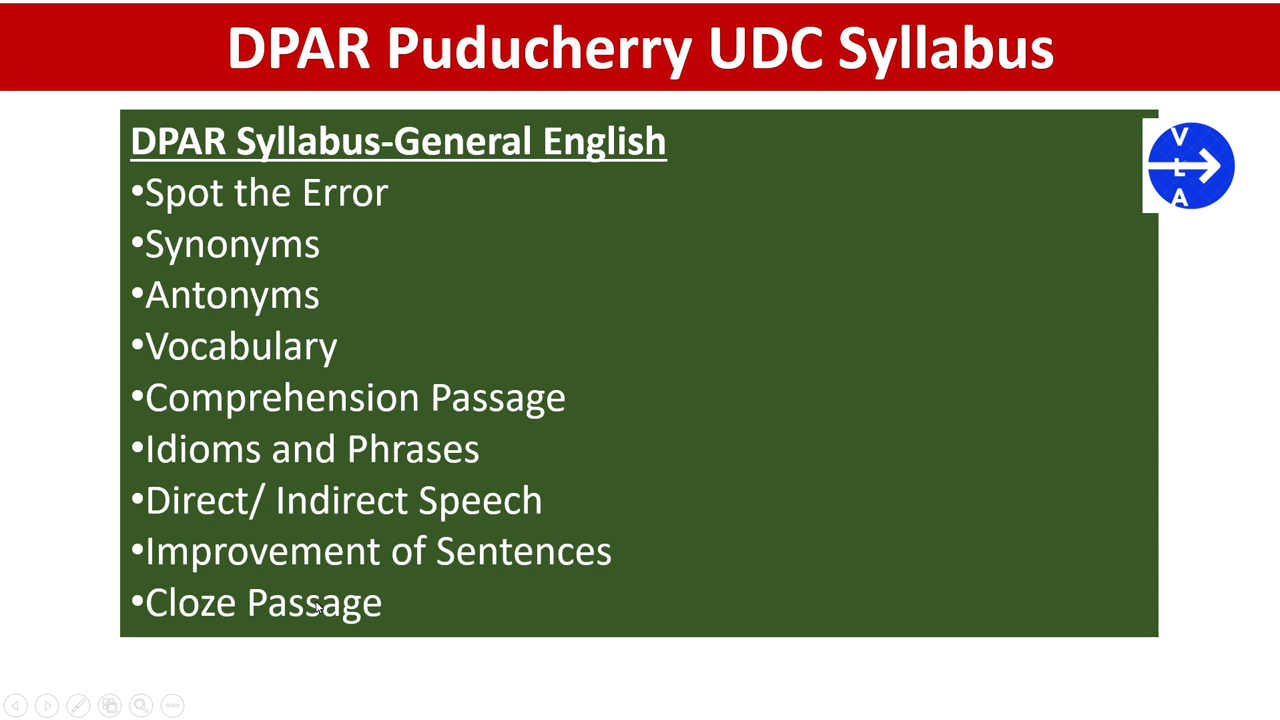 DPAR Puducherry UDC Syllabus
DPAR Syllabus-General English
•Spot the Error
•Synonyms
•Antonyms
•Vocabulary
•Comprehension Passage
•Idioms and Phrases
•Direct/ Indirect Speech
•Improvement of Sentences
•Cloze Passage
V
L
A